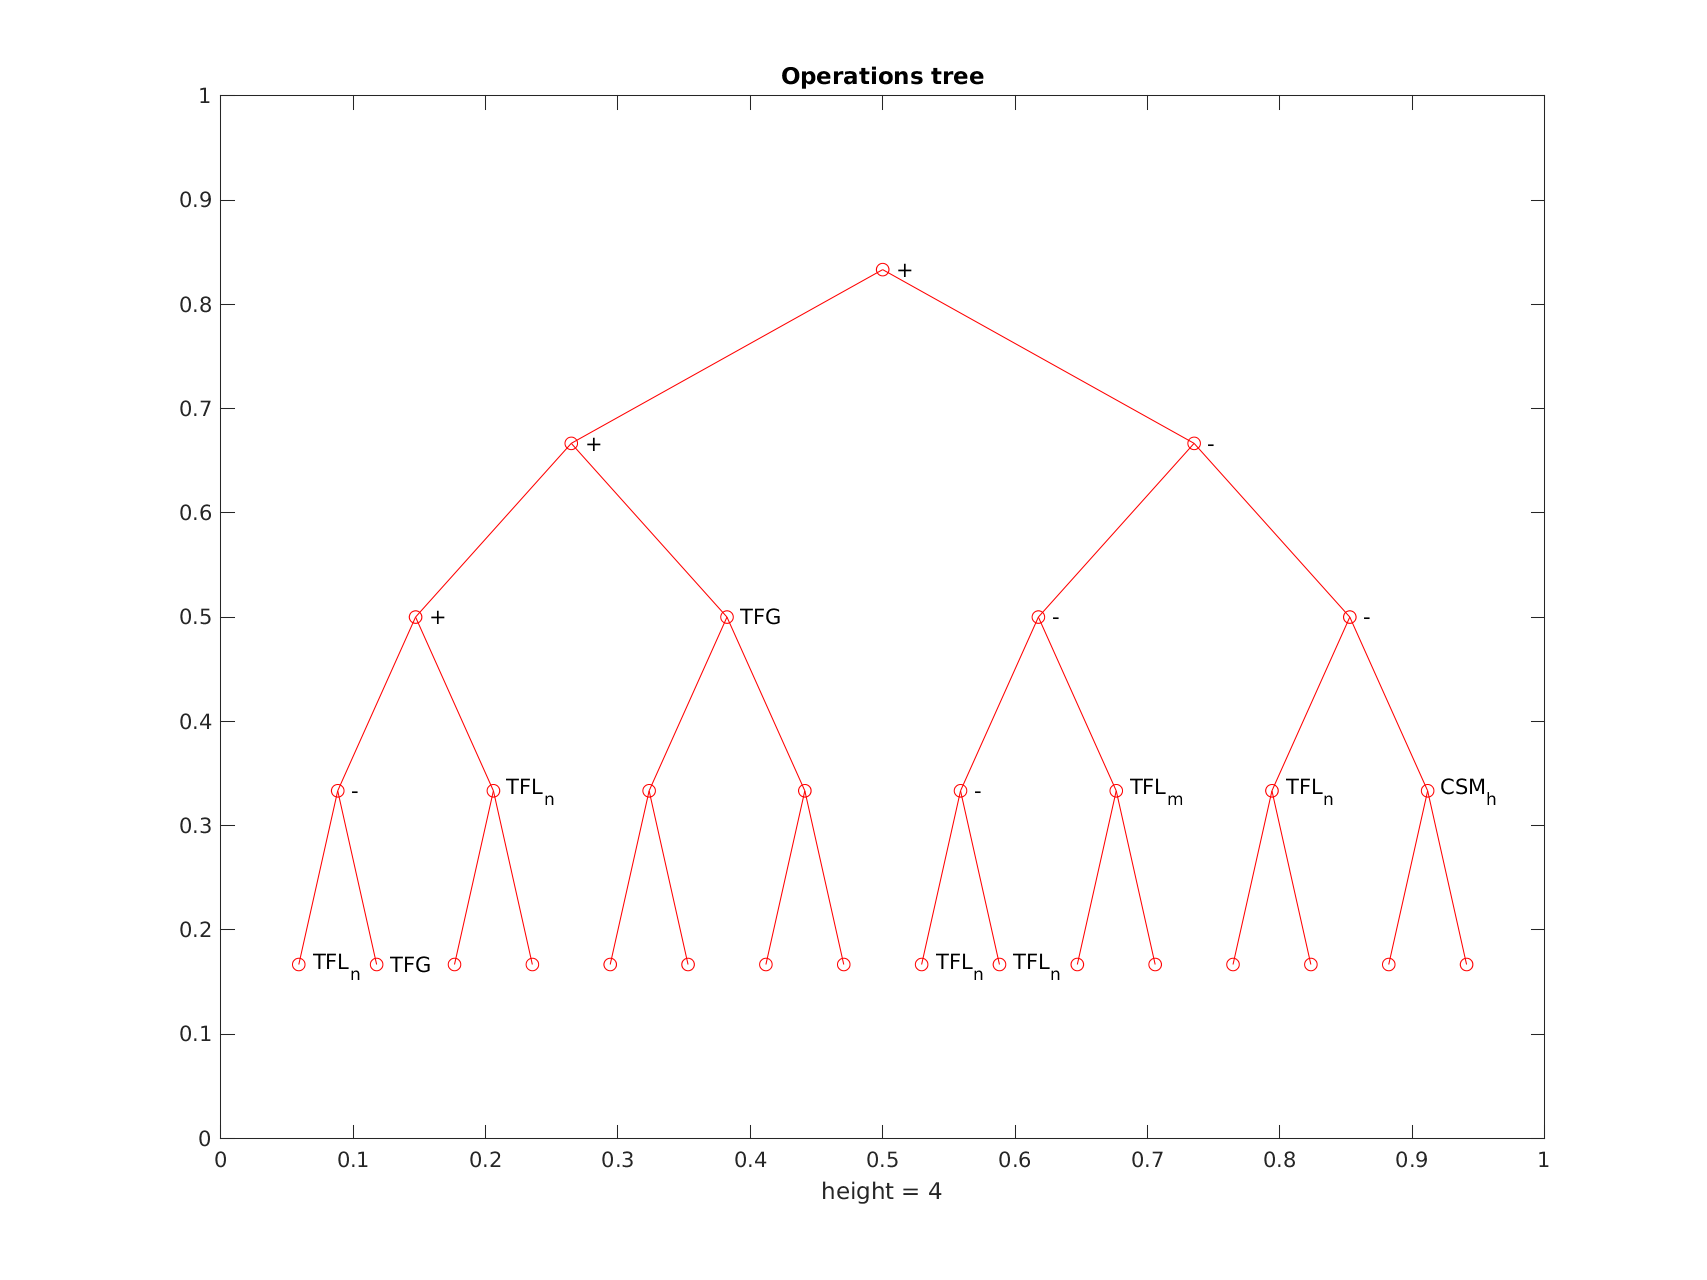 Operations tree
1
0.9
+
0.8
0.7
+ -
0.6
0.5
+ TFG - -
0.4
- TFL_n - TFL_m TFL_n CSM_h
0.3
0.2
TFL_n TFG TFL_n TFL_n
0.1
0
0 0.1 0.2 0.3 0.4 0.5 0.6 0.7 0.8 0.9 1
height = 4